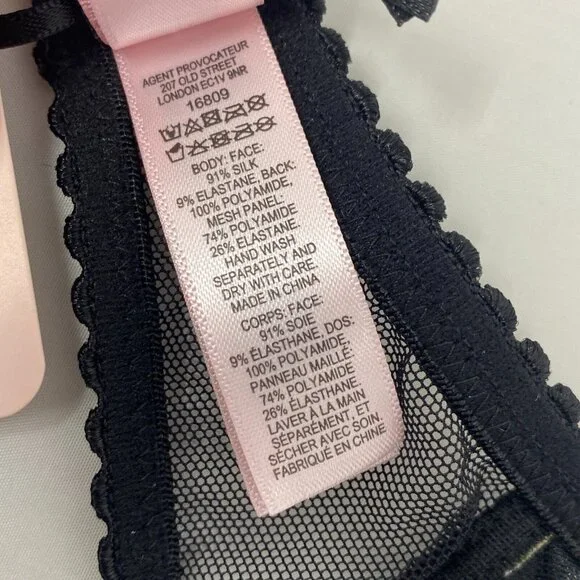 AGENT PROVOCATEUR
207 OLD STREET
LONDON EC1V 9NR
16809
BODY: FACE:
91% SILK
9% ELASTANE, BACK:
100% POLYAMIDE,
MESH PANEL:
74% POLYAMIDE
26% ELASTANE.
HAND WASH
SEPARATELY AND
DRY WITH CARE
MADE IN CHINA
CORPS: FACE:
91% SOIE
9% ÉLASTHANE, DOS:
100% POLYAMIDE,
PANNEAU MAILLÉ:
74% POLYAMIDE
26% ÉLASTHANE.
LAVER À LA MAIN
SÉPARÉMENT, ET
SÉCHER AVEC SOIN.
FABRIQUÉ EN CHINE